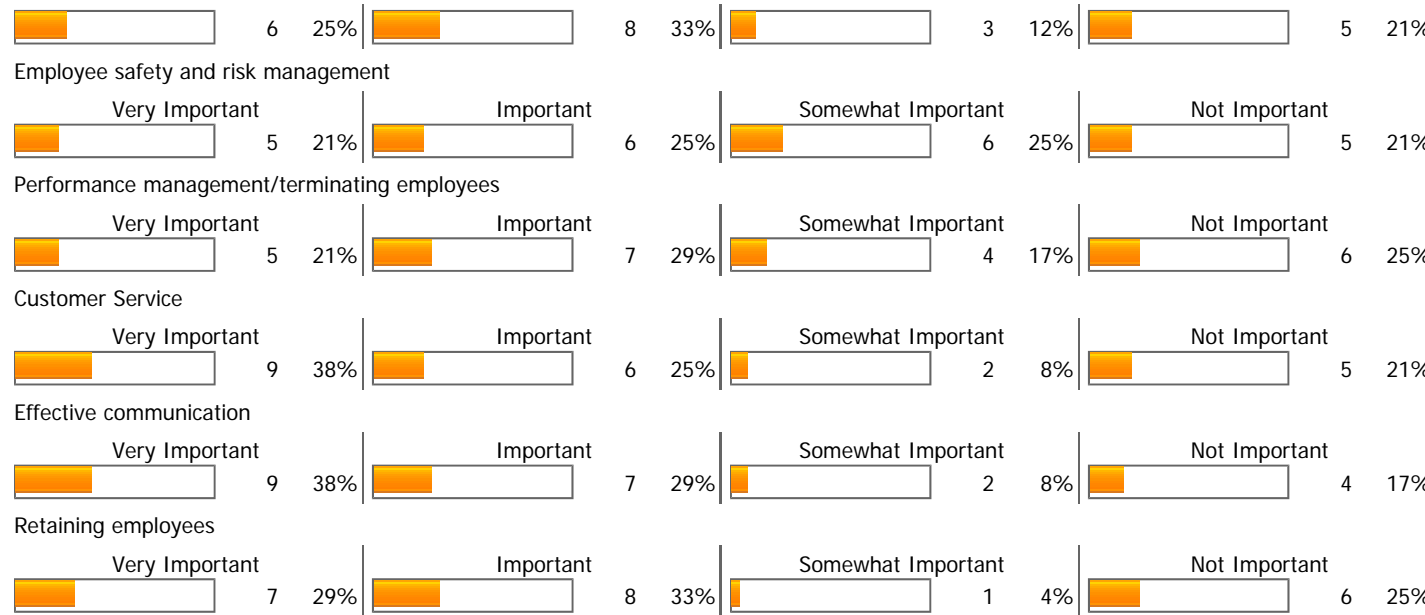 6 25% 8 33% 3 12% 5 21%
Employee safety and risk management
Very Important Important Somewhat Important Not Important
5 21% 6 25% 6 25% 5 21%
Performance management/terminating employees
Very Important Important Somewhat Important Not Important
5 21% 7 29% 4 17% 6 25%
Customer Service
Very Important Important Somewhat Important Not Important
9 38% 6 25% 2 8% 5 21%
Effective communication
Very Important Important Somewhat Important Not Important
9 38% 7 29% 2 8% 4 17%
Retaining employees
Very Important Important Somewhat Important Not Important
7 29% 8 33% 1 4% 6 25%